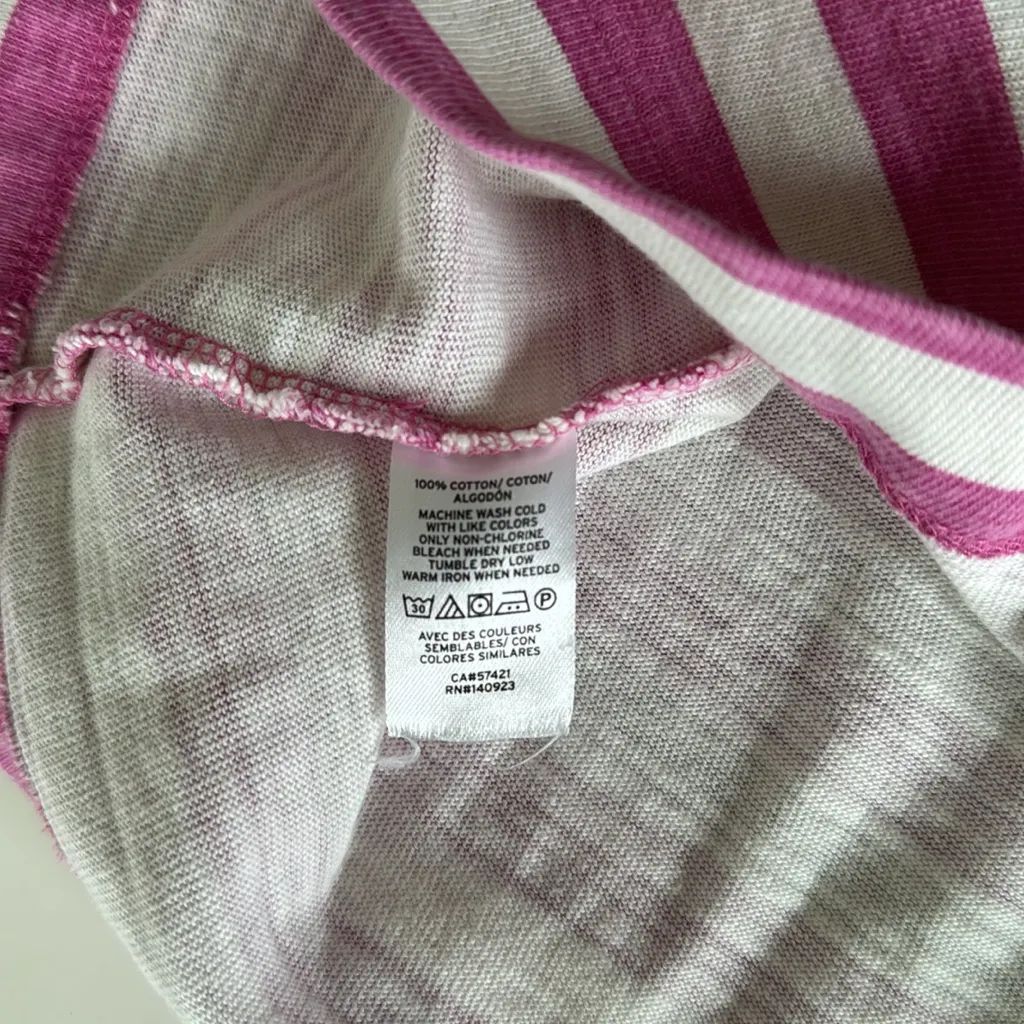 100% COTTON/ COTON/
ALGODÓN
MACHINE WASH COLD
WITH LIKE COLORS
ONLY NON-CHLORINE
BLEACH WHEN NEEDED
TUMBLE DRY LOW
WARM IRON WHEN NEEDED
30 P
AVEC DES COULEURS
SEMBLABLES/ CON
COLORES SIMILARES
CA#57421
RN#140923